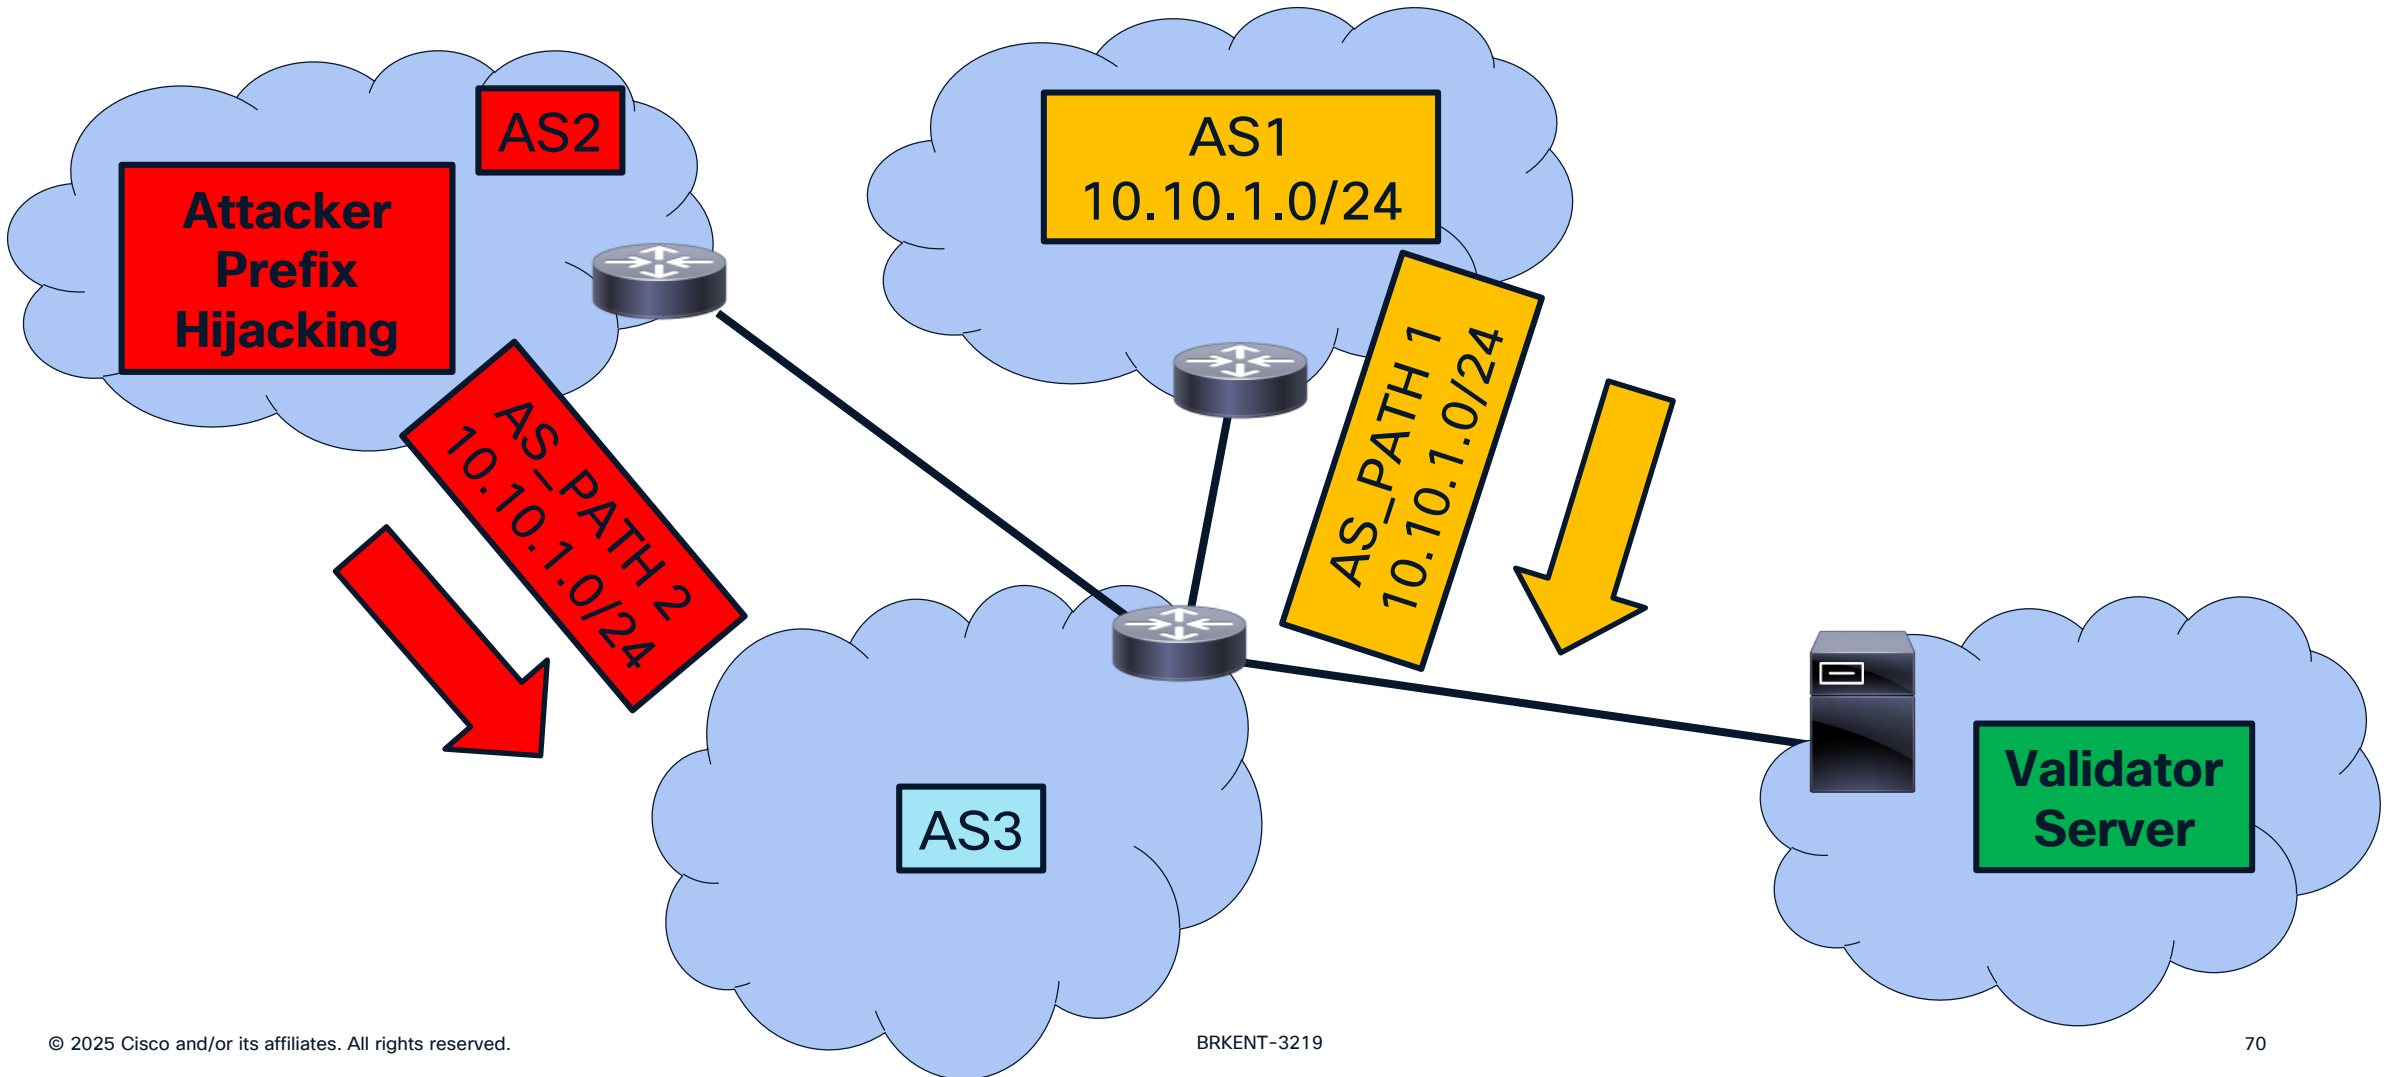 AS2
Attacker
Prefix
Hijacking
AS1
10.10.1.0/24
AS_PATH 2
10.10.1.0/24
AS_PATH 1
10.10.1.0/24
AS3
Validator
Server
© 2025 Cisco and/or its affiliates. All rights reserved.
BRKENT-3219
70